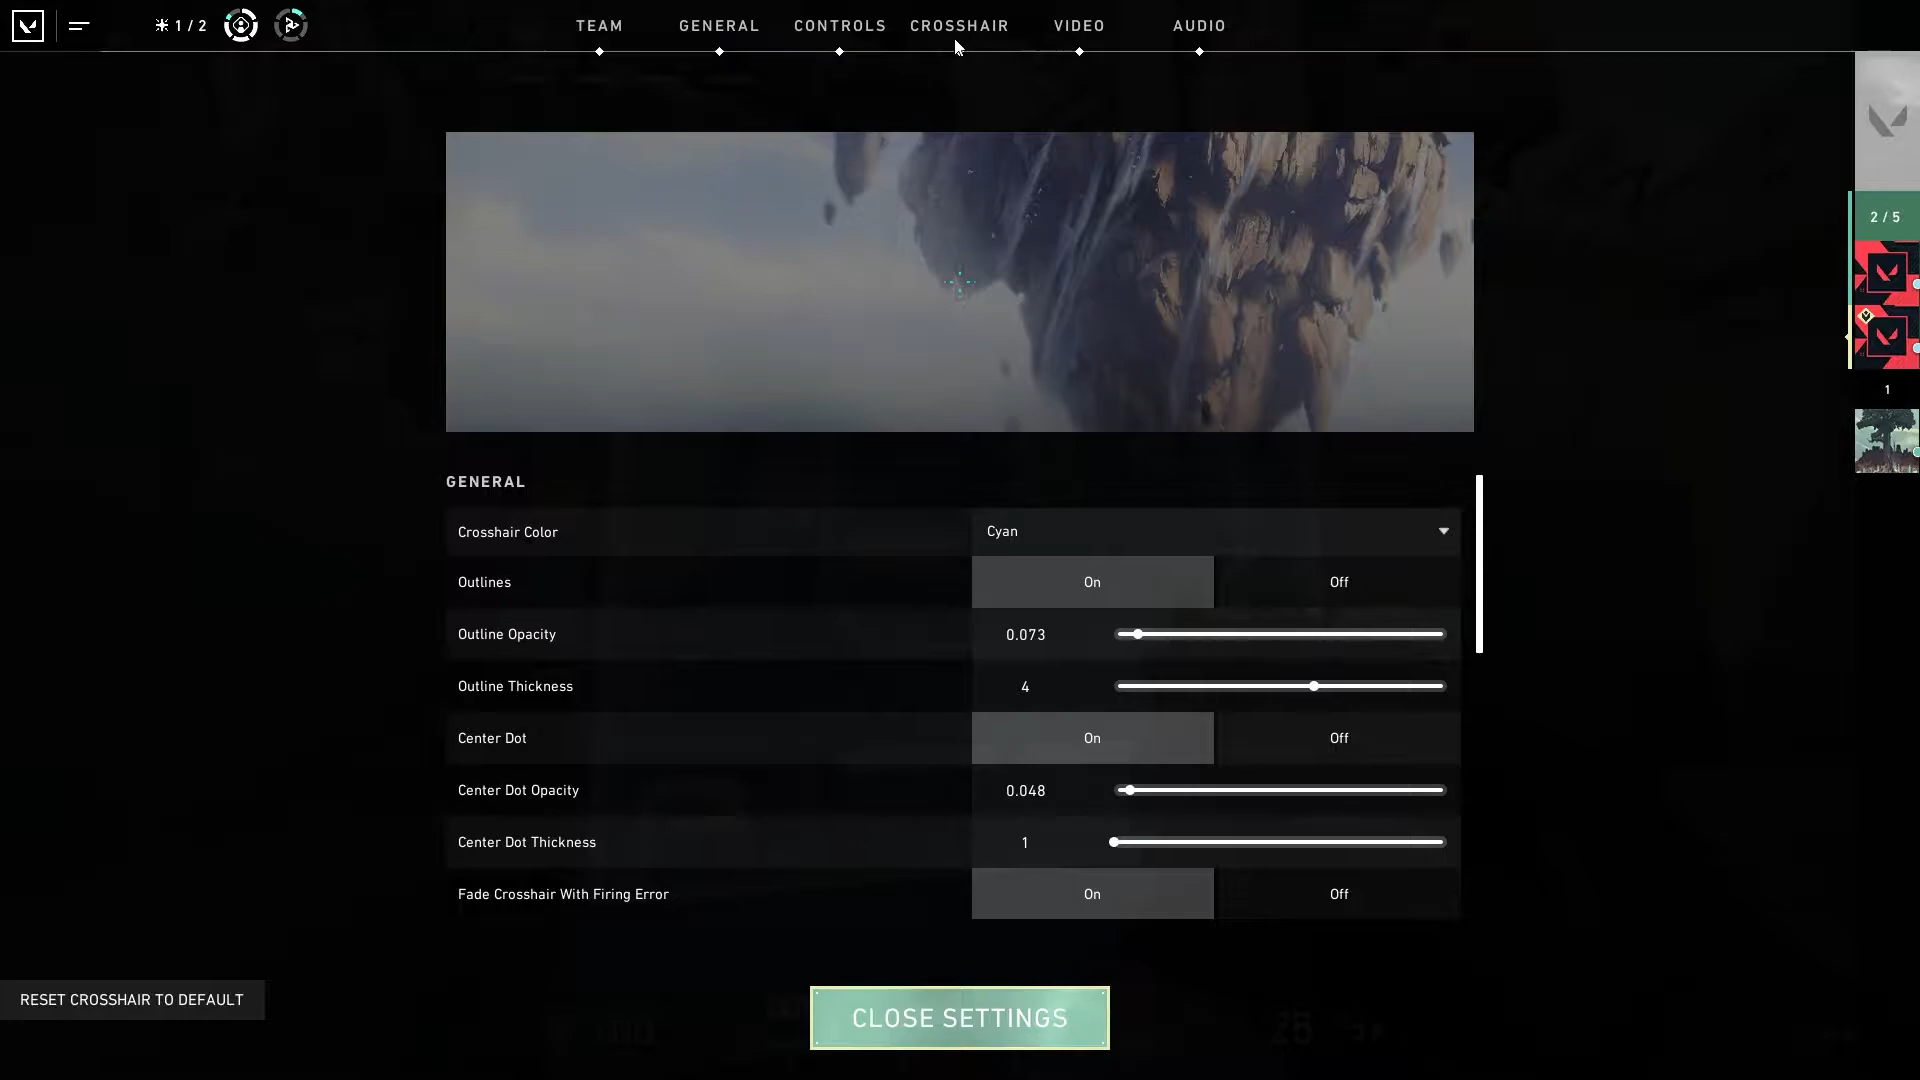 1 / 2
TEAM
GENERAL
CONTROLS
CROSSHAIR
VIDEO
AUDIO
2 / 5
1
GENERAL
Crosshair Color Cyan
Outlines On Off
Outline Opacity 0.073
Outline Thickness 4
Center Dot On Off
Center Dot Opacity 0.048
Center Dot Thickness 1
Fade Crosshair With Firing Error On Off
RESET CROSSHAIR TO DEFAULT
CLOSE SETTINGS